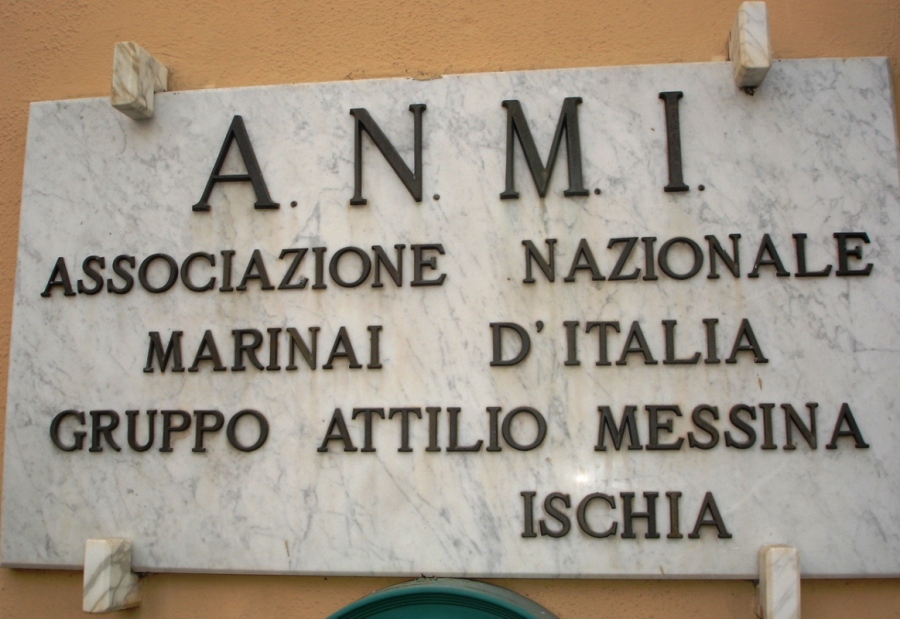 A. N. M. I.
ASSOCIAZIONE NAZIONALE
MARINAI D'ITALIA
GRUPPO ATTILIO MESSINA
ISCHIA